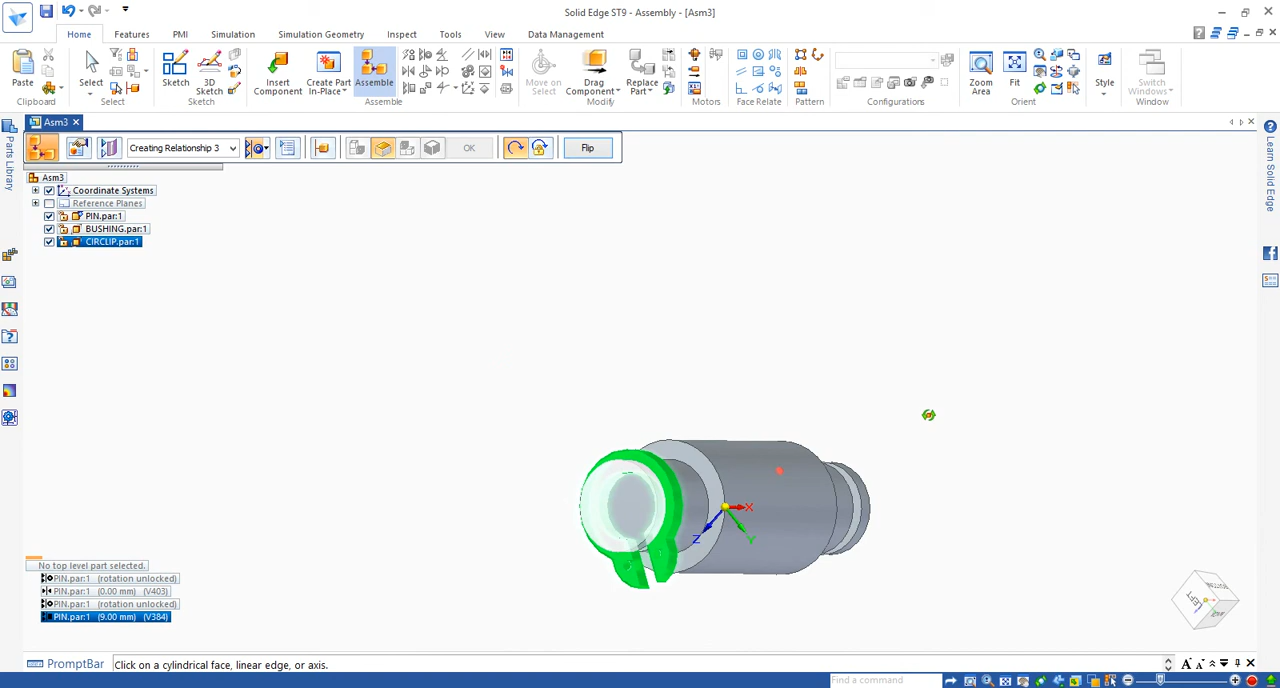 Solid Edge ST9 - Assembly - [Asm3]
Home Features PMI Simulation Simulation Geometry Inspect Sketch Tools View Data Management
Paste Select Sketch 3D Sketch Insert Component Create Part In-Place Assemble Move on Select Drag Component Replace Part Zoom Area Fit Style Switch Windows
Clipboard Select Sketch Assemble Modify Motors Face Relate Pattern Configurations Orient Window
Asm3
Creating Relationship 3 OK Flip
Parts Library
Learn Solid Edge
Asm3
Coordinate Systems
Reference Planes
PIN.par:1
BUSHING.par:1
CIRCLIP.par:1
X
Z
Y
LEFT
No top level part selected.
PIN.par:1 (rotation unlocked)
PIN.par:1 (0.00 mm) (V403)
PIN.par:1 (rotation unlocked)
PIN.par:1 (9.00 mm) (V384)
PromptBar Click on a cylindrical face, linear edge, or axis.
Find a command